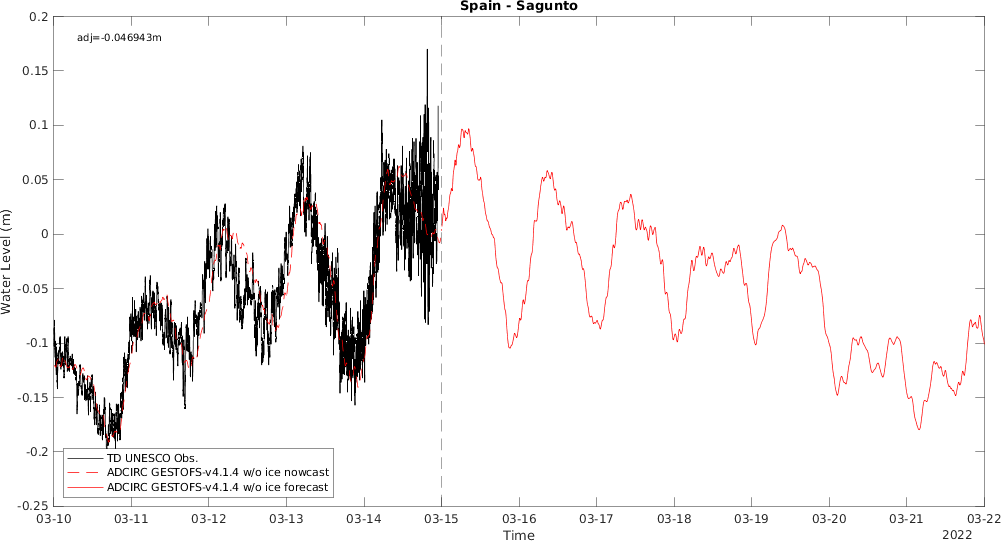 Spain - Sagunto
adj=-0.046943m
0.2
0.15
0.1
0.05
0
-0.05
-0.1
-0.15
-0.2
-0.25
Water Level (m)
TD UNESCO Obs.
ADCIRC GESTOFS-v4.1.4 w/o ice nowcast
ADCIRC GESTOFS-v4.1.4 w/o ice forecast
03-10 03-11 03-12 03-13 03-14 03-15 03-16 03-17 03-18 03-19 03-20 03-21 03-22
Time
2022